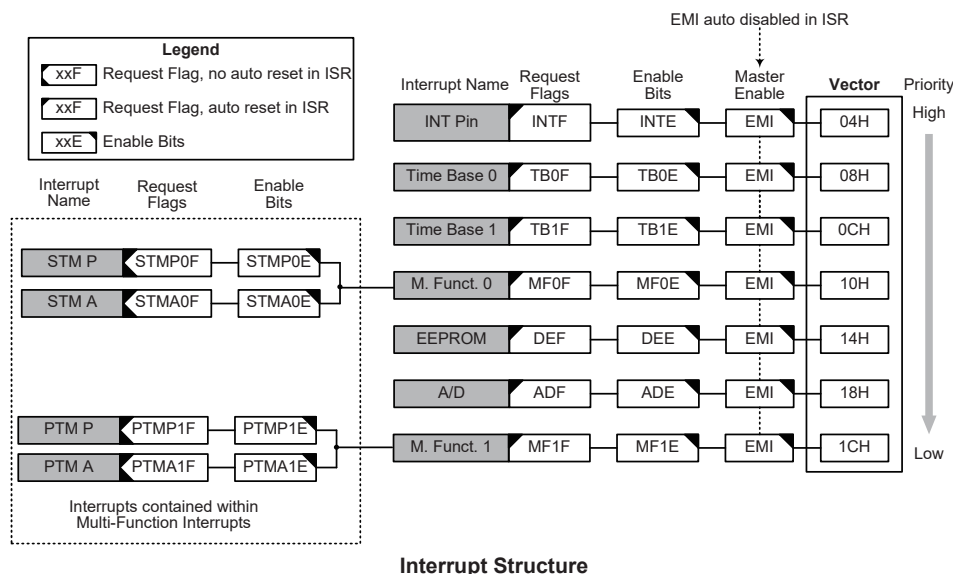 EMI auto disabled in ISR
Legend
xxF Request Flag, no auto reset in ISR
xxF Request Flag, auto reset in ISR
xxE Enable Bits
Interrupt Name Request Flags Enable Bits Master Enable Vector Priority
INT Pin INTF INTE EMI 04H High
Time Base 0 TB0F TB0E EMI 08H
Time Base 1 TB1F TB1E EMI 0CH
M. Funct. 0 MF0F MF0E EMI 10H
EEPROM DEF DEE EMI 14H
A/D ADF ADE EMI 18H
M. Funct. 1 MF1F MF1E EMI 1CH Low
Interrupt Name Request Flags Enable Bits
STM P STMP0F STMP0E
STM A STMA0F STMA0E
PTM P PTMP1F PTMP1E
PTM A PTMA1F PTMA1E
Interrupts contained within
Multi-Function Interrupts
Interrupt Structure